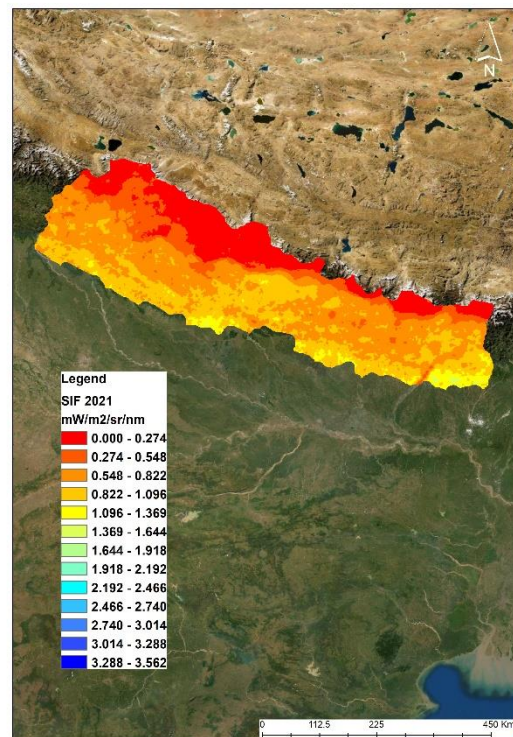 N
Legend
SIF 2021
mW/m2/sr/nm
0.000 - 0.274
0.274 - 0.548
0.548 - 0.822
0.822 - 1.096
1.096 - 1.369
1.369 - 1.644
1.644 - 1.918
1.918 - 2.192
2.192 - 2.466
2.466 - 2.740
2.740 - 3.014
3.014 - 3.288
3.288 - 3.562
0 112.5 225 450 Km